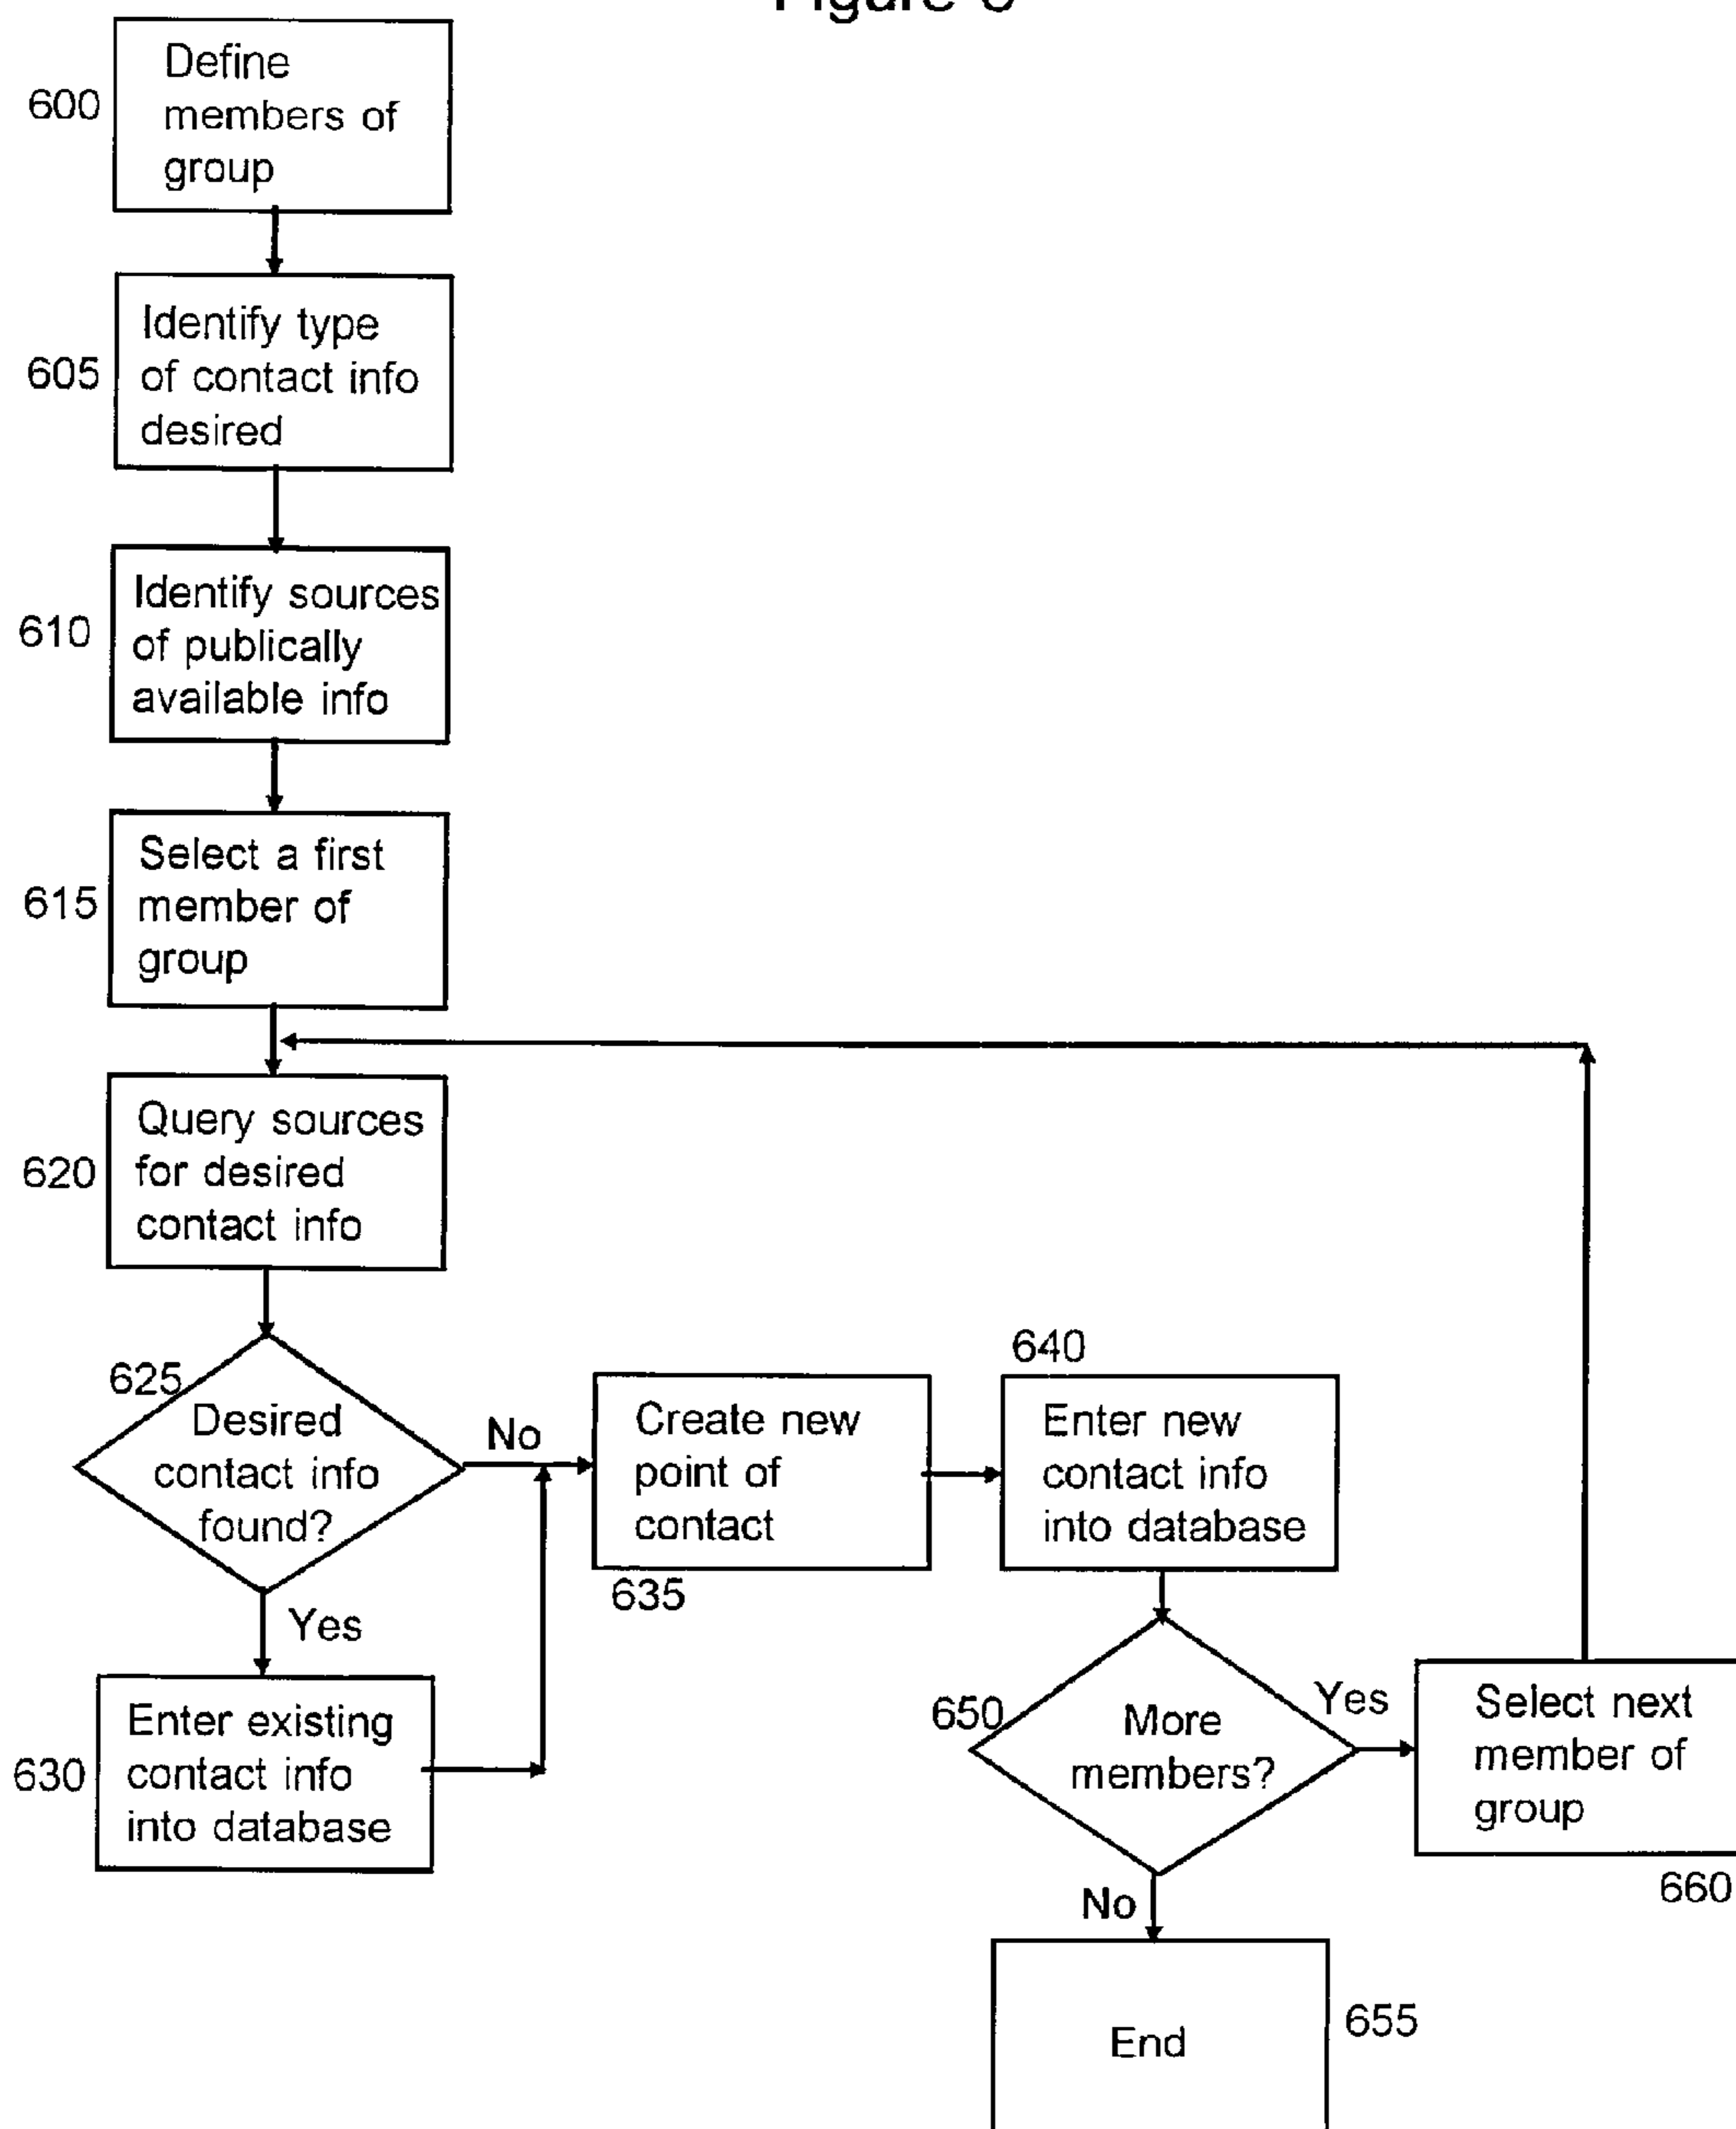 Figure
600
Define
members of
group
605
Identify type
of contact info
desired
610
Identify sources
of publically
available info
615
Select a first
member of
group
620
Query sources
for desired
contact info
625
Desired
contact info
found?
No
Yes
630
Enter existing
contact info
into database
Create new
point of
contact
635
640
Enter new
contact info
into database
650
More
members?
Yes
Select next
member of
group
660
No
End
655